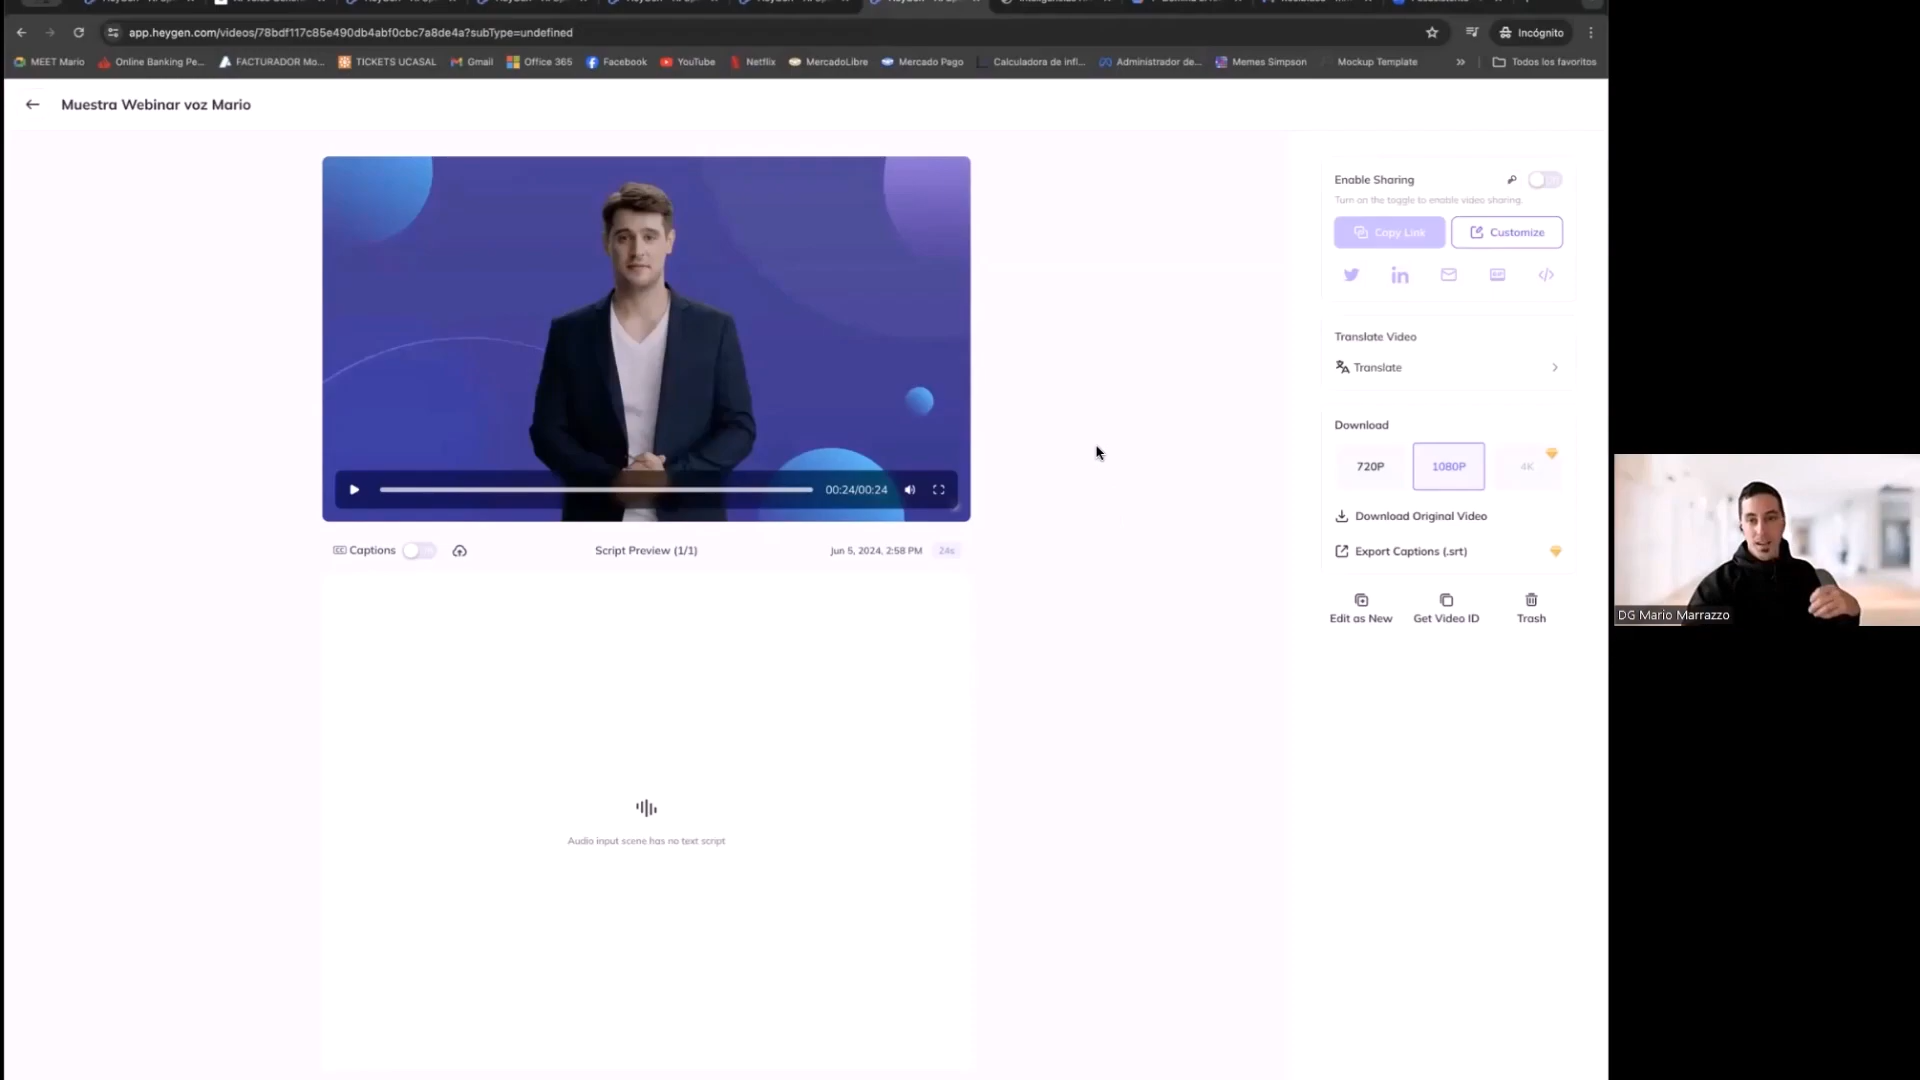 app.heygen.com/videos/78bdf117c85e490db4abf0cbc7a8de4a?subType=undefined
Incógnito
MEET Mario
Online Banking Pe...
FACTURADOR Mo...
TICKETS UCASAL
Gmail
Office 365
Facebook
YouTube
Netflix
MercadoLibre
Mercado Pago
Calculadora de infl...
Administrador de...
Memes Simpson
Mockup Template
»
Todos los favoritos
Muestra Webinar voz Mario
Enable Sharing
Turn on the toggle to enable video sharing.
Copy Link
Customize
Translate Video
Translate
Download
720P
1080P
4K
Download Original Video
Export Captions (.srt)
Edit as New
Get Video ID
Trash
00:24/00:24
Captions
Script Preview (1/1)
Jun 5, 2024, 2:58 PM
24s
Audio input scene has no text script
DG Mario Marrazzo